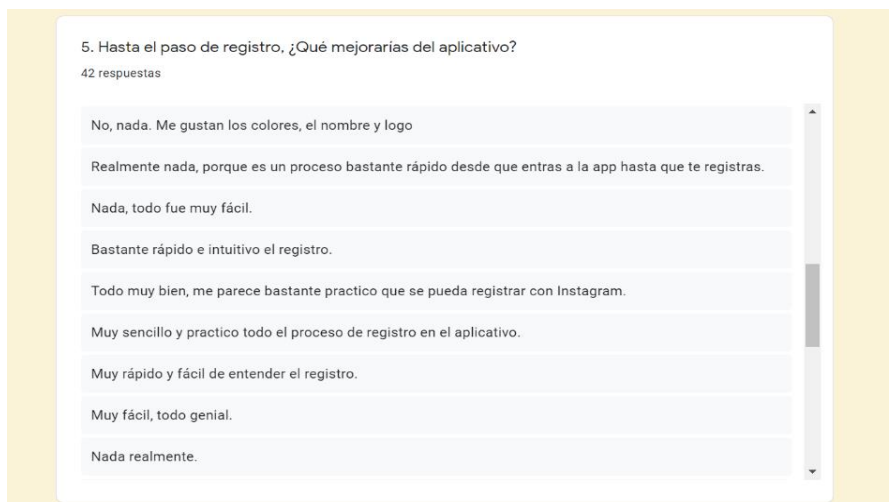 5. Hasta el paso de registro, ¿Qué mejorarías del aplicativo?
42 respuestas
No, nada. Me gustan los colores, el nombre y logo
Realmente nada, porque es un proceso bastante rápido desde que entras a la app hasta que te registras.
Nada, todo fue muy fácil.
Bastante rápido e intuitivo el registro.
Todo muy bien, me parece bastante practico que se pueda registrar con Instagram.
Muy sencillo y practico todo el proceso de registro en el aplicativo.
Muy rápido y fácil de entender el registro.
Muy fácil, todo genial.
Nada realmente.